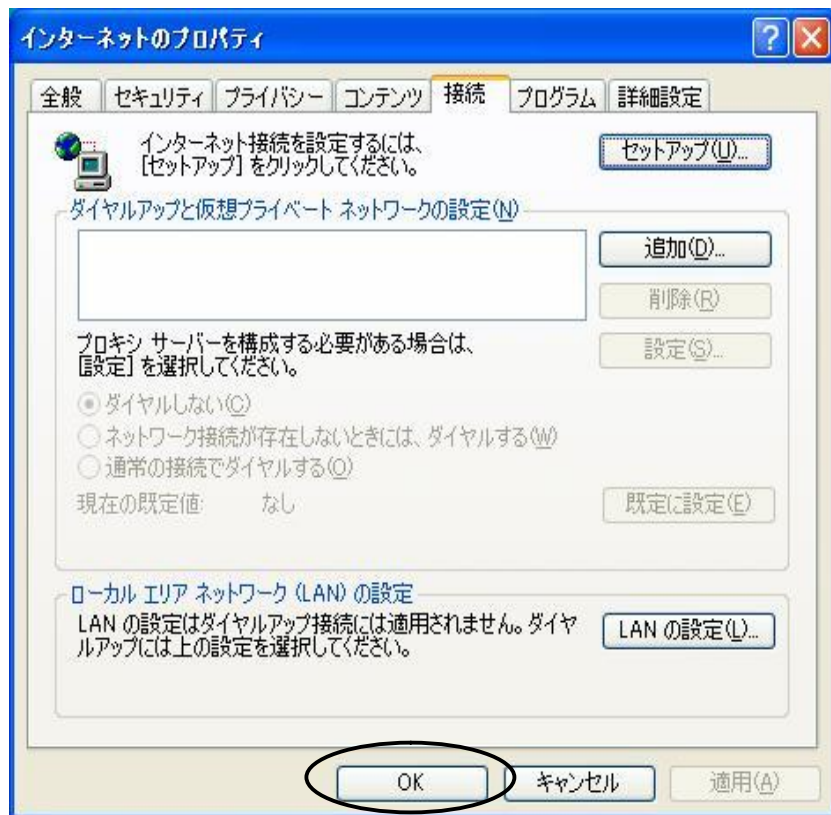 インターネットのプロパティ
全般 セキュリティ プライバシー コンテンツ 接続 プログラム 詳細設定
インターネット接続を設定するには、
[セットアップ] をクリックしてください。
セットアップ(U)...
ダイヤルアップと仮想プライベート ネットワークの設定(N)
追加(D)...
削除(R)
プロキシ サーバーを構成する必要がある場合は、
[設定] を選択してください。
設定(S)...
ダイヤルしない(C)
ネットワーク接続が存在しないときには、ダイヤルする(W)
通常の接続でダイヤルする(O)
現在の既定値: なし
既定に設定(E)
ローカル エリア ネットワーク (LAN) の設定
LAN の設定はダイヤルアップ接続には適用されません。ダイヤ
ルアップには上の設定を選択してください。
LAN の設定(L)...
OK キャンセル 適用(A)